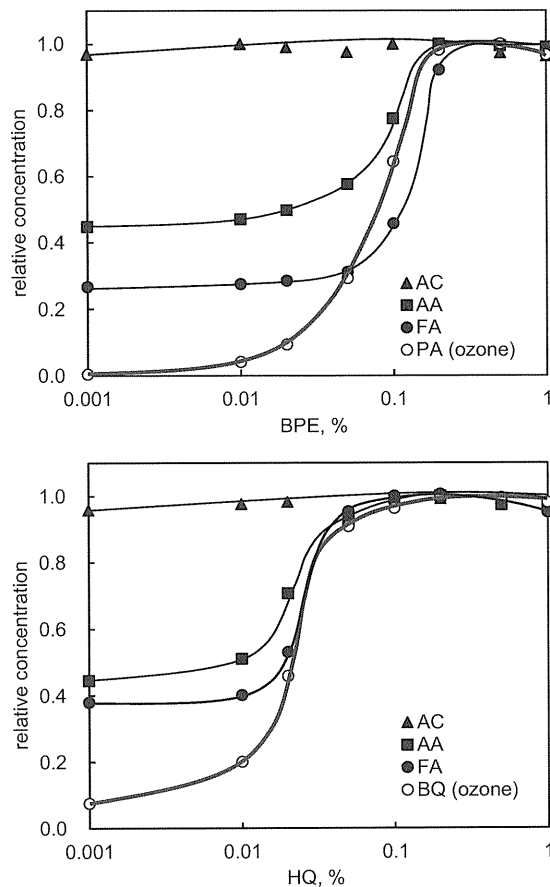 1.0
0.8
0.6
0.4
0.2
0.0
relative concentration
AC
AA
FA
PA (ozone)
0.001
0.01
0.1
1
BPE, %
1.0
0.8
0.6
0.4
0.2
0.0
relative concentration
AC
AA
FA
BQ (ozone)
0.001
0.01
0.1
1
HQ, %